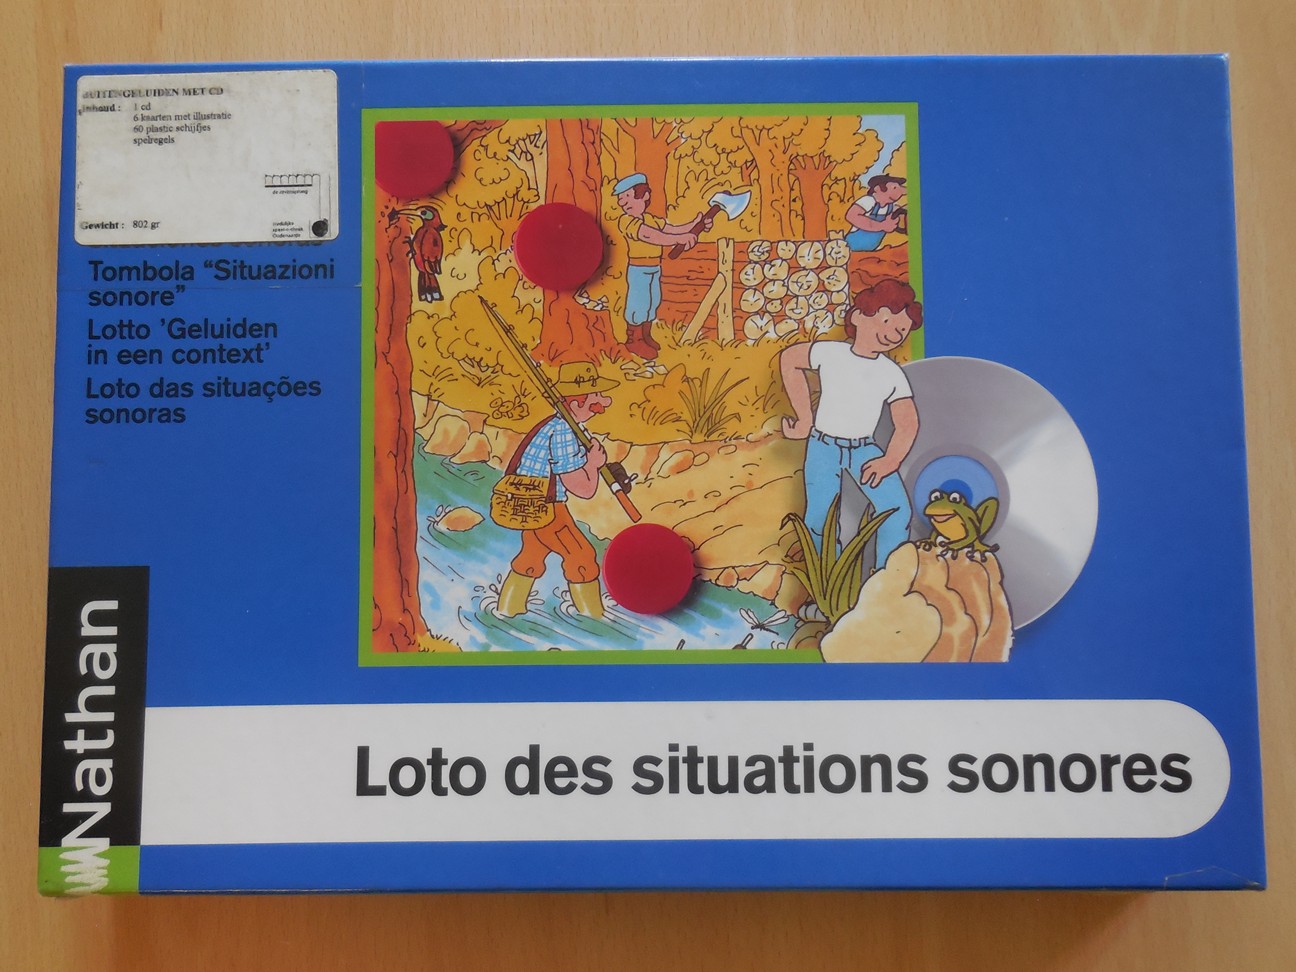 BUITENGELUIDEN MET CD
inhoud : 1 cd
6 kaarten met illustratie
60 plastic schijfjes
spelregels
Gewicht : 802 gr
Tombola “Situazioni
sonore”
Lotto ’Geluiden
in een context’
Loto das situações
sonoras
Nathan
Loto des situations sonores